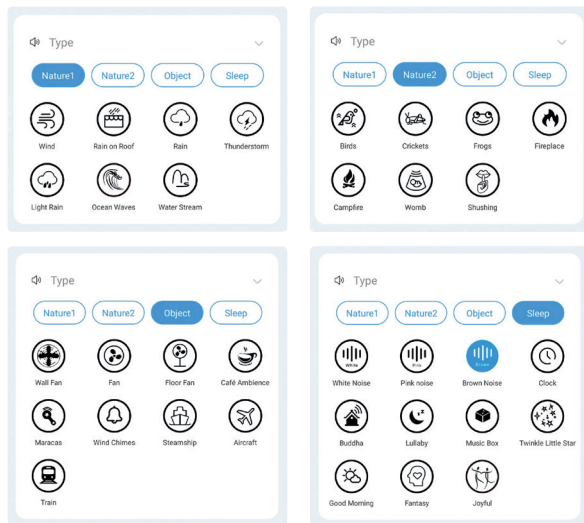 Type
Nature1 Nature2 Object Sleep
Wind Rain on Roof Rain Thunderstorm
Light Rain Ocean Waves Water Stream
Type
Nature1 Nature2 Object Sleep
Birds Crickets Frogs Fireplace
Campfire Womb Shushing
Type
Nature1 Nature2 Object Sleep
Wall Fan Fan Floor Fan Café Ambience
Maracas Wind Chimes Steamship Aircraft
Train
Type
Nature1 Nature2 Object Sleep
White Pink Brown
White Noise Pink noise Brown Noise Clock
Buddha Lullaby Music Box Twinkle Little Star
Good Morning Fantasy Joyful